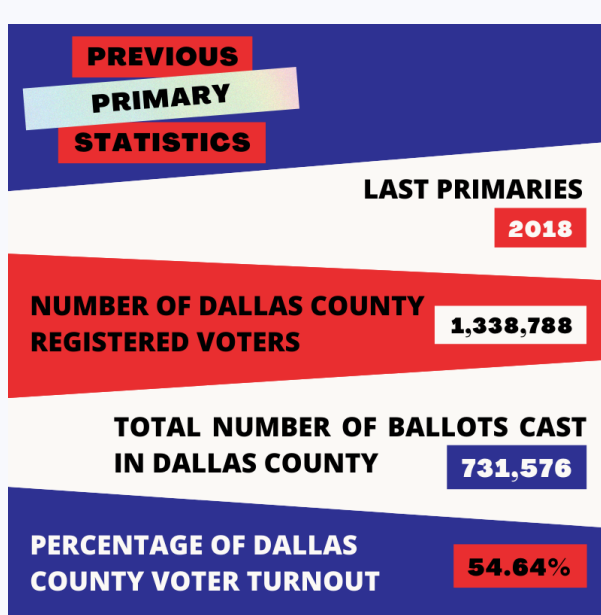 PREVIOUS
PRIMARY
STATISTICS
LAST PRIMARIES
2018
NUMBER OF DALLAS COUNTY
REGISTERED VOTERS
1,338,788
TOTAL NUMBER OF BALLOTS CAST
IN DALLAS COUNTY
731,576
PERCENTAGE OF DALLAS
COUNTY VOTER TURNOUT
54.64%